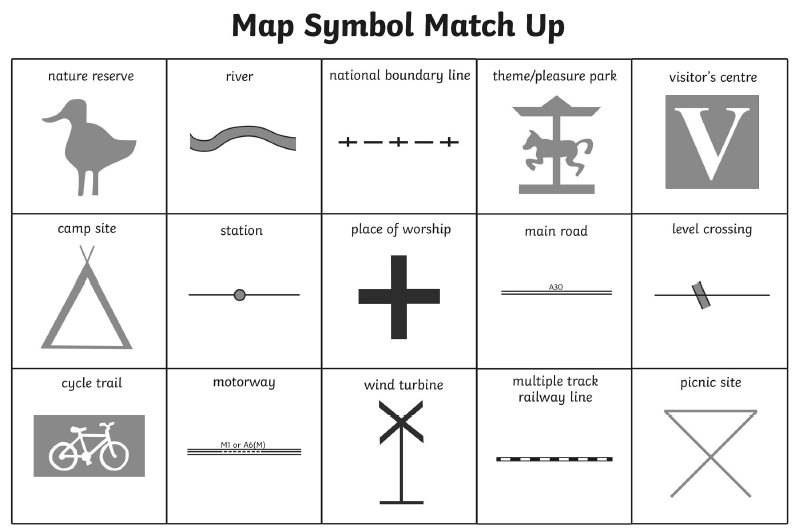 Map Symbol Match Up
nature reserve
river
national boundary line
theme/pleasure park
visitor's centre
V
camp site
station
place of worship
main road
A30
level crossing
cycle trail
motorway
M1 or A6(M)
wind turbine
multiple track
railway line
picnic site